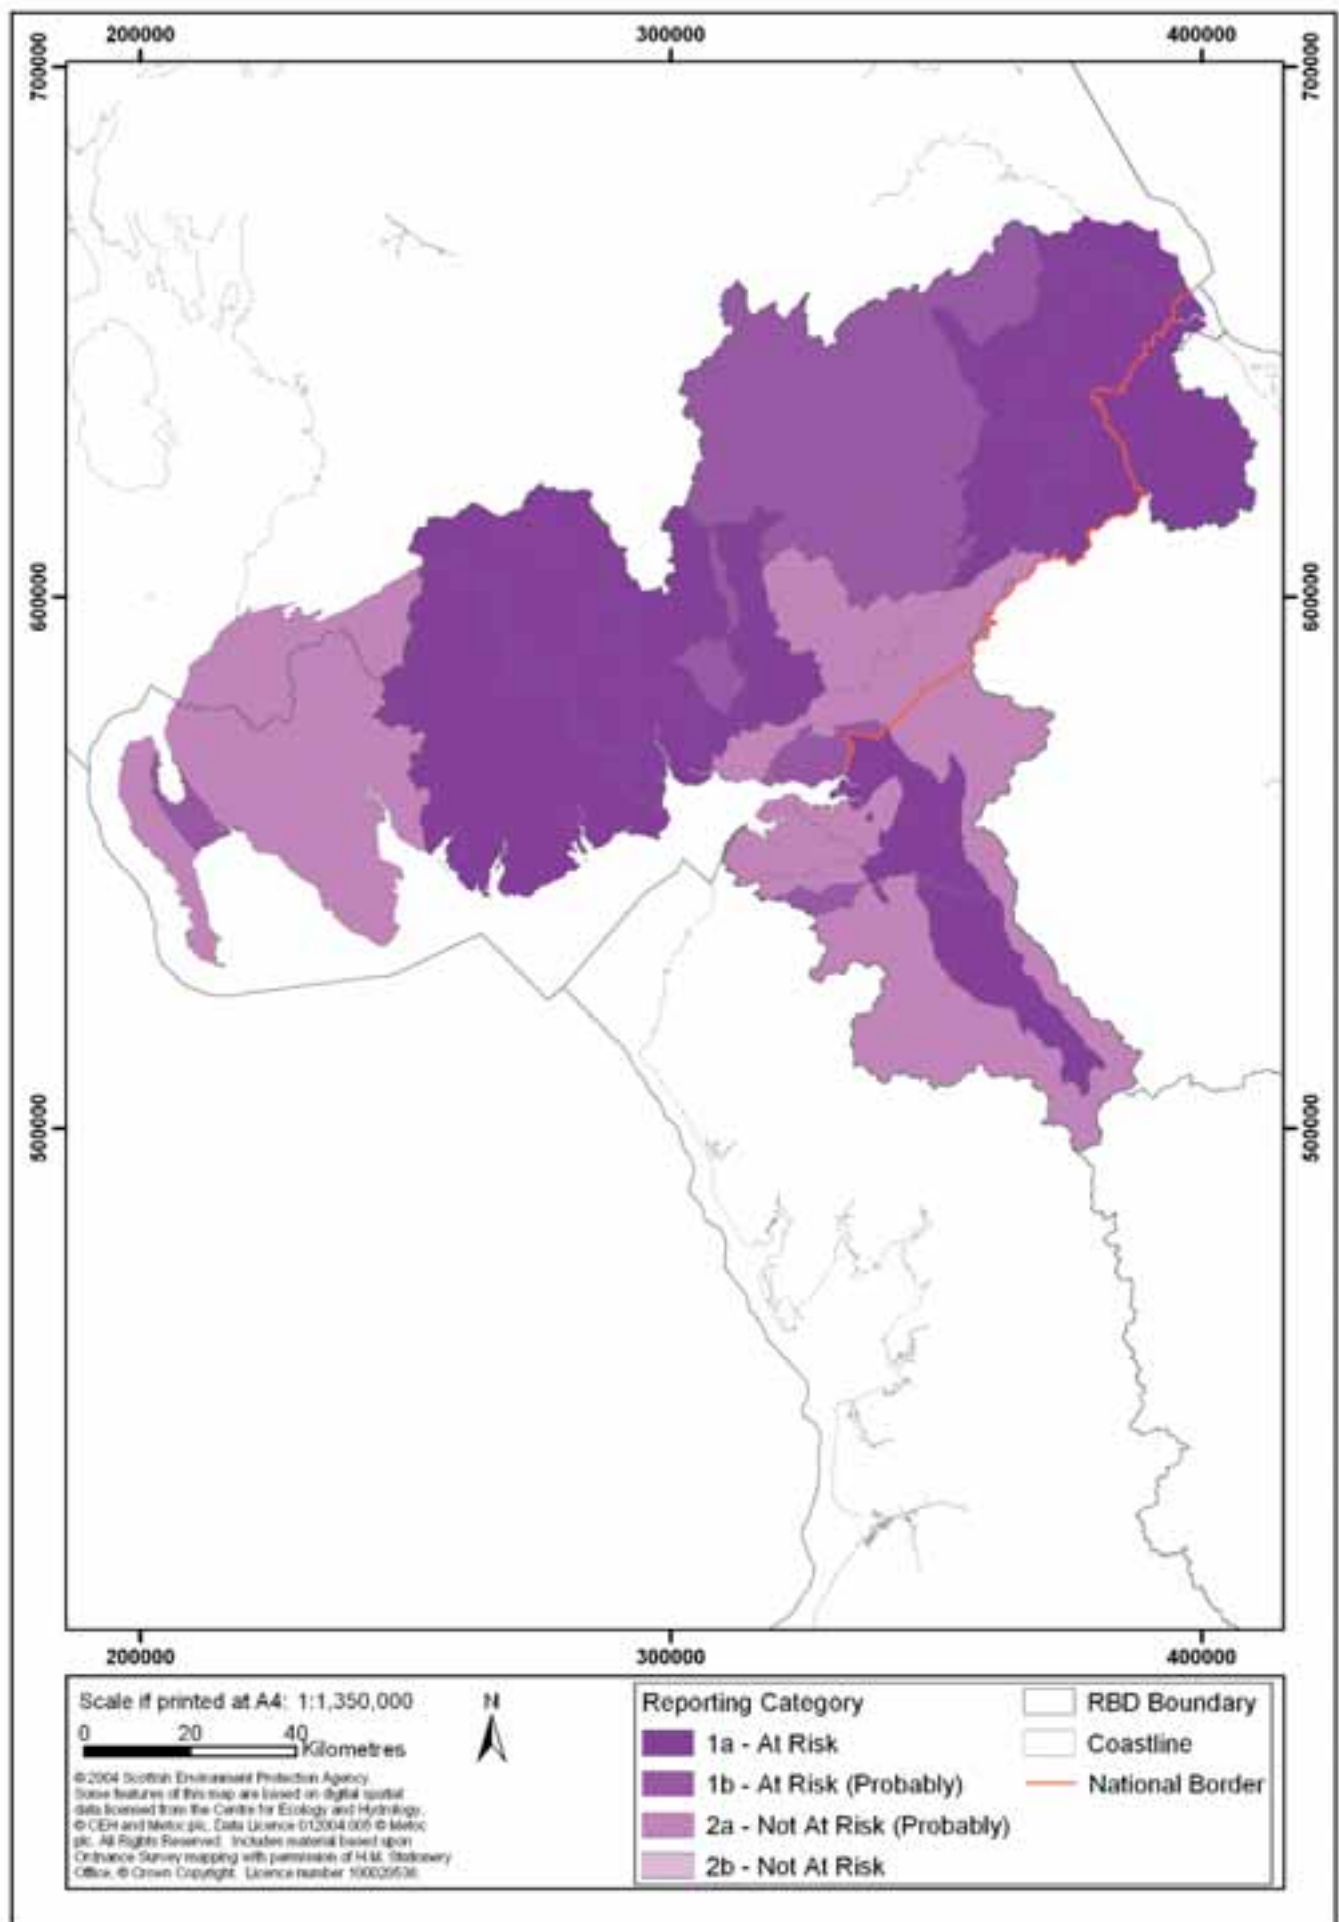 200000 300000 400000
700000 700000
600000 600000
500000 500000
200000 300000 400000
Scale if printed at A4: 1:1,350,000
N
0 20 40
Kilometres
©2004 Scottish Environment Protection Agency.
Some features of this map are based on digital spatial
data licensed from the Centre for Ecology and Hydrology,
© CEH and Metoc plc. Data Licence 012004.005 © Metoc
plc. All Rights Reserved. Includes material based upon
Ordnance Survey mapping with permission of H.M. Stationery
Office, © Crown Copyright. Licence number 100020538.
Reporting Category
1a - At Risk
1b - At Risk (Probably)
2a - Not At Risk (Probably)
2b - Not At Risk
RBD Boundary
Coastline
National Border